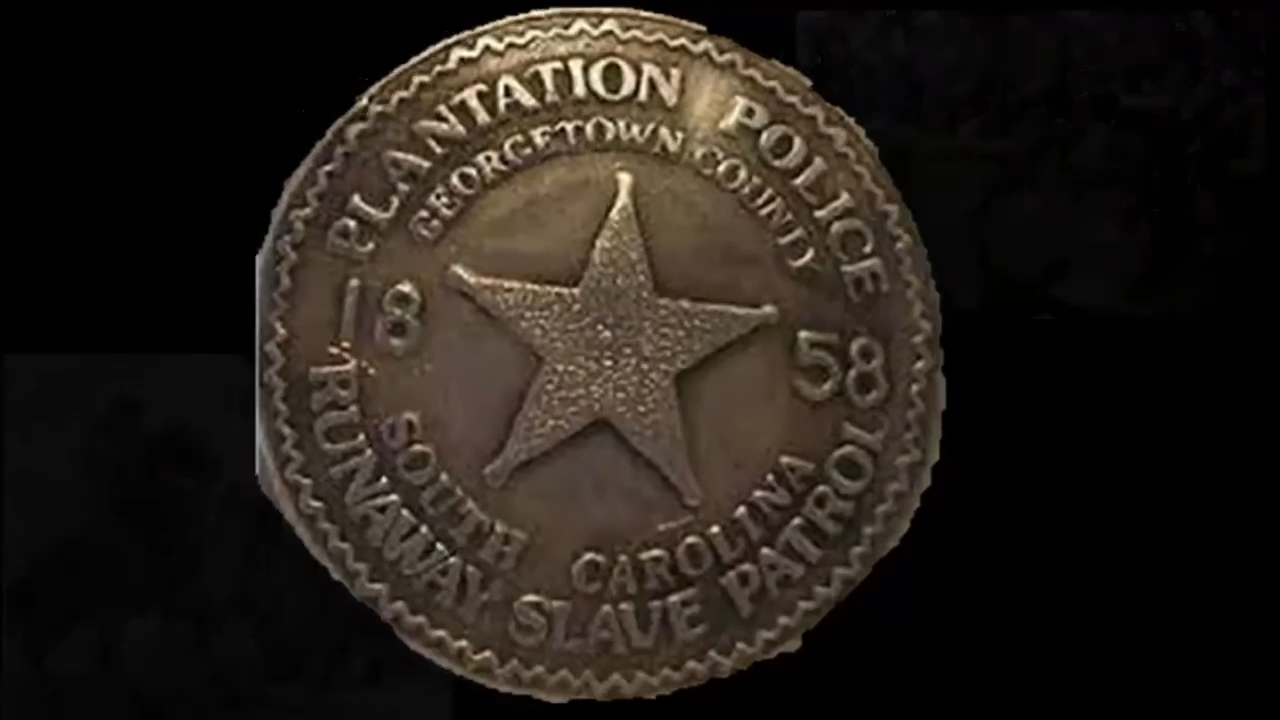 PLANTATION POLICE
GEORGETOWN COUNTY
18 58
SOUTH CAROLINA
RUNAWAY SLAVE PATROL